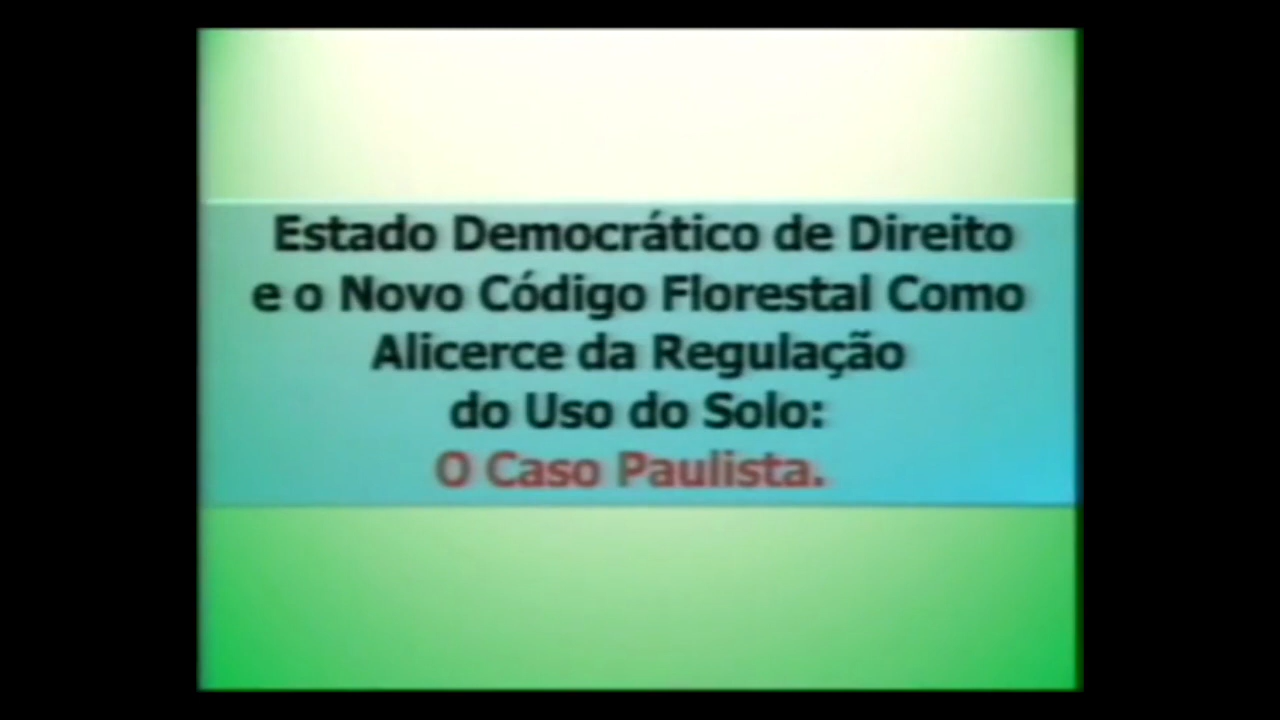 Estado Democrático de Direito
e o Novo Código Florestal Como
Alicerce da Regulação
do Uso do Solo:
O Caso Paulista.